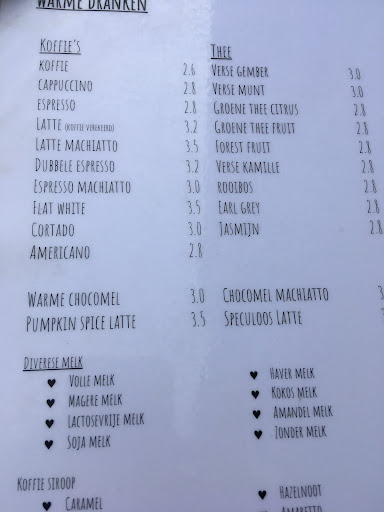 WARME DRANKEN
KOFFIE'S
KOFFIE 2.6
CAPPUCCINO 2.8
ESPRESSO 2.8
LATTE (KOFFIE VEREKEERD) 3.2
LATTE MACHIATTO 3.5
DUBBELE ESPRESSO 3.2
ESPRESSO MACHIATTO 3.0
FLAT WHITE 3.5
CORTADO 3.0
AMERICANO 2.8
THEE
VERSE GEMBER 3.0
VERSE MUNT 3.0
GROENE THEE CITRUS 2.8
GROENE THEE FRUIT 2.8
FOREST FRUIT 2.8
VERSE KAMILLE 2.8
ROOIBOS 2.8
EARL GREY 2.8
JASMIJN 2.8
WARME CHOCOMEL 3.0
PUMPKIN SPICE LATTE 3.5
CHOCOMEL MACHIATTO
SPECULOOS LATTE
DIVERESE MELK
♥ VOLLE MELK
♥ MAGERE MELK
♥ LACTOSEVRIJE MELK
♥ SOJA MELK
♥ HAVER MELK
♥ KOKOS MELK
♥ AMANDEL MELK
♥ ZONDER MELK
KOFFIE SIROOP
♥ CARAMEL
♥ HAZELNOOT
AMARETTO